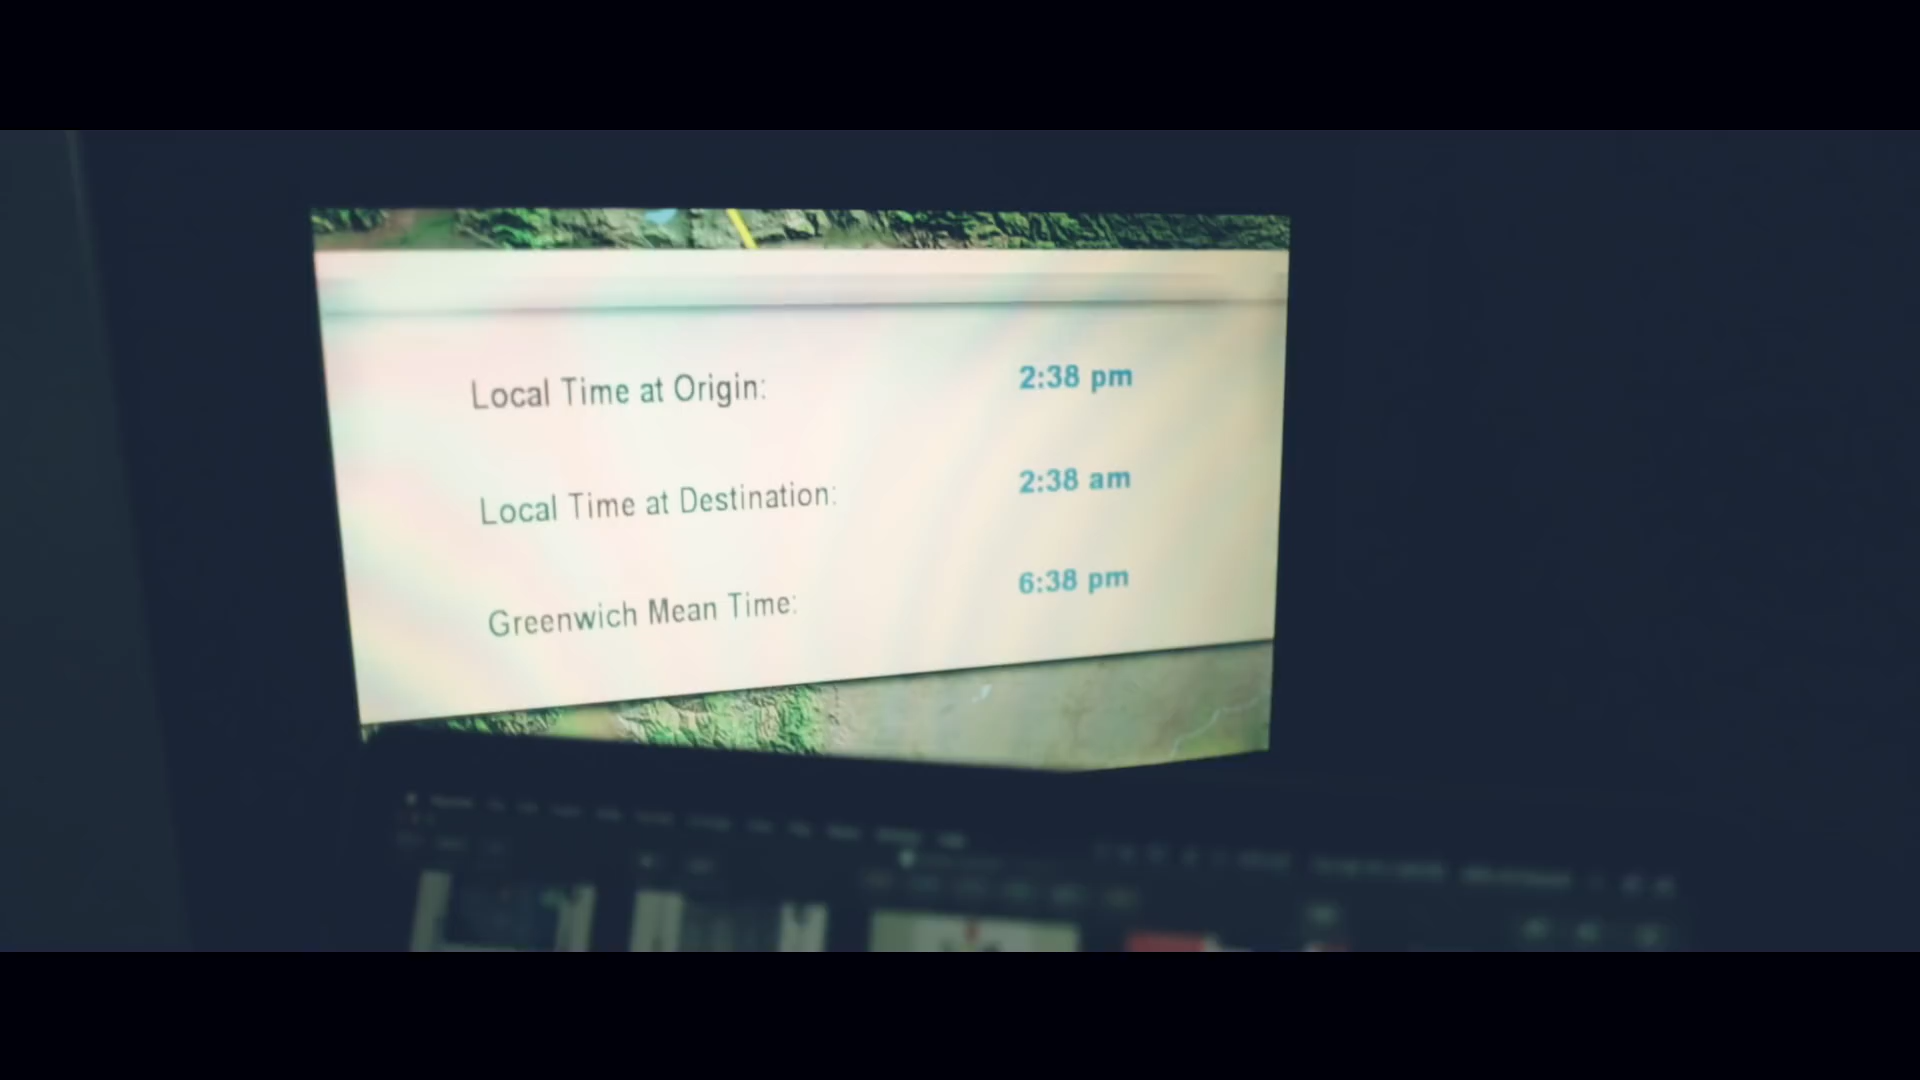 Local Time at Origin: 2:38 pm
Local Time at Destination: 2:38 am
Greenwich Mean Time: 6:38 pm